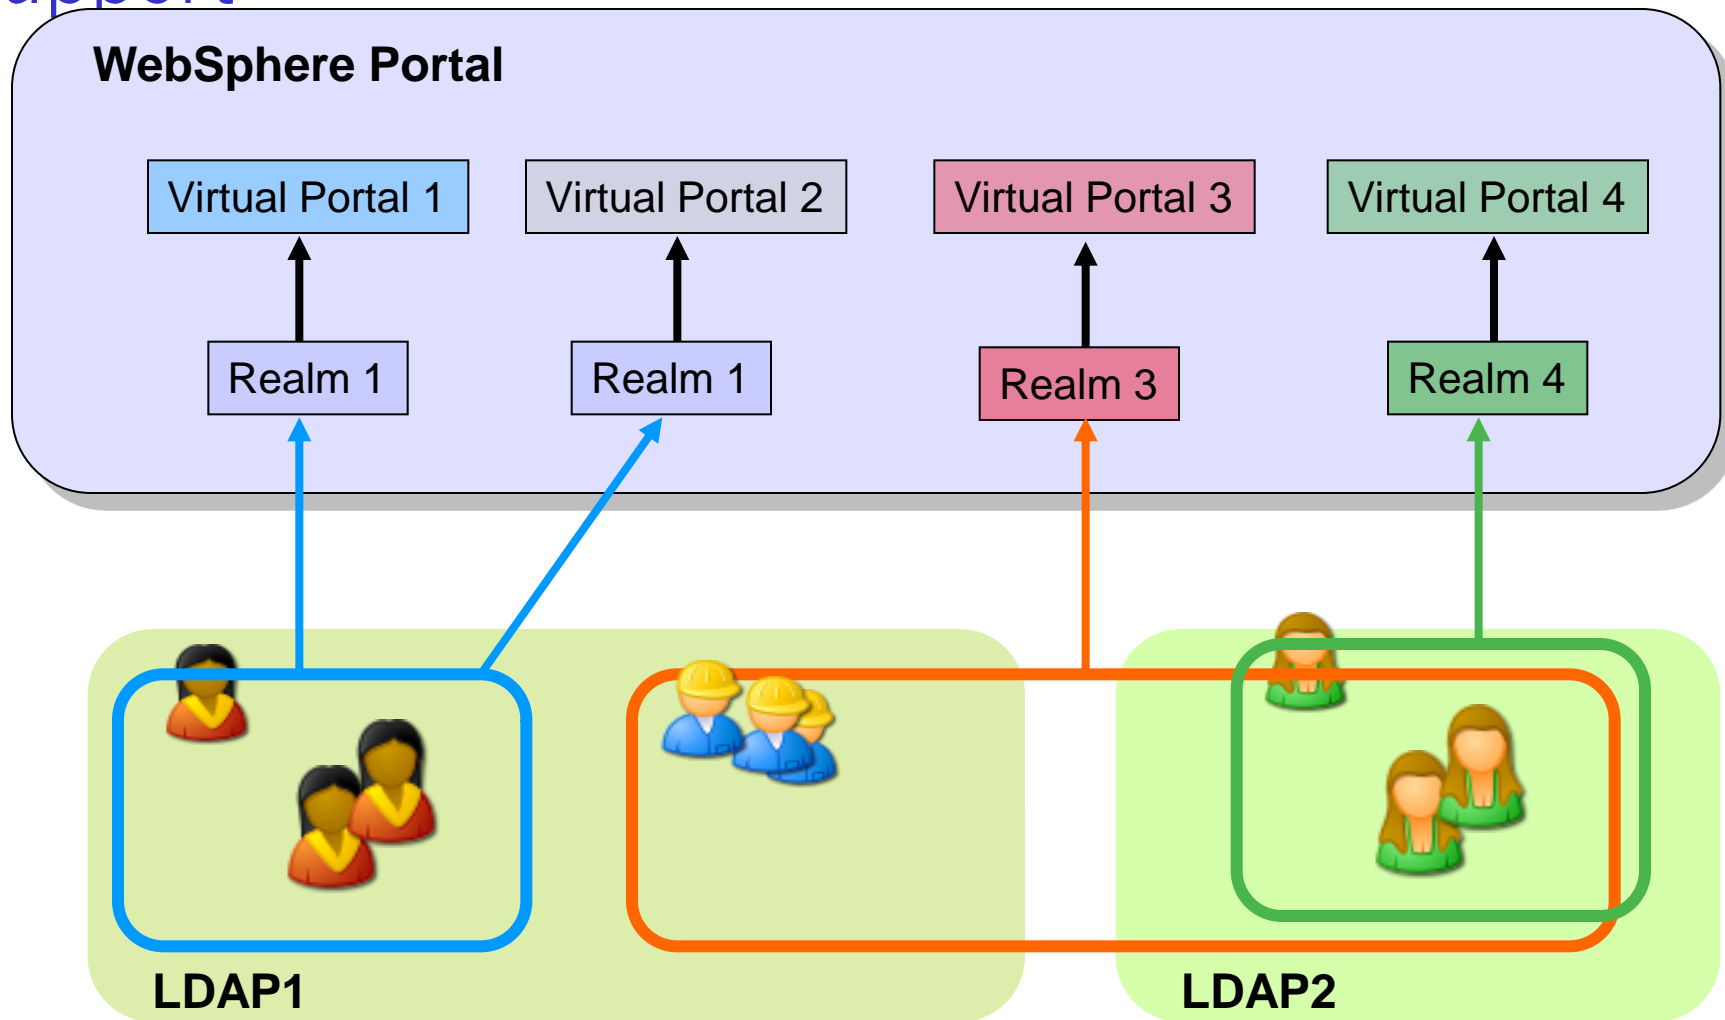 WebSphere Portal
Virtual Portal 1
Virtual Portal 2
Virtual Portal 3
Virtual Portal 4
Realm 1
Realm 1
Realm 3
Realm 4
LDAP1
LDAP2